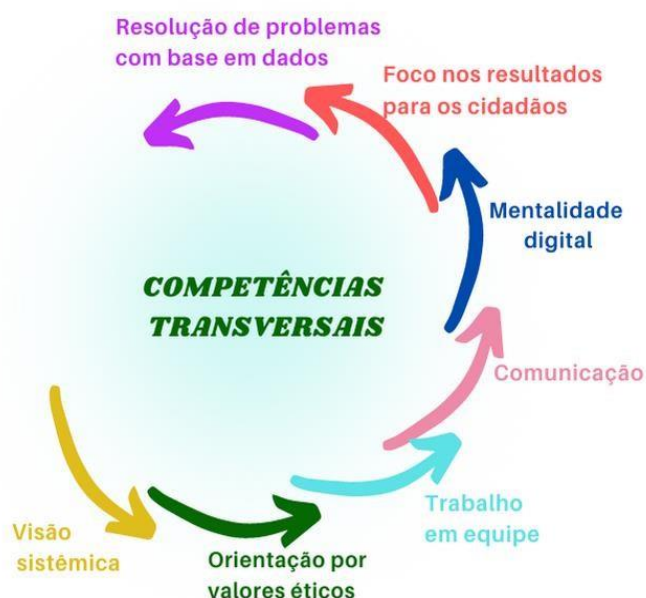 Resolução de problemas
com base em dados
Foco nos resultados
para os cidadãos
Mentalidade
digital
COMPETÊNCIAS
TRANSVERSAIS
Comunicação
Trabalho
em equipe
Visão
sistêmica
Orientação por
valores éticos